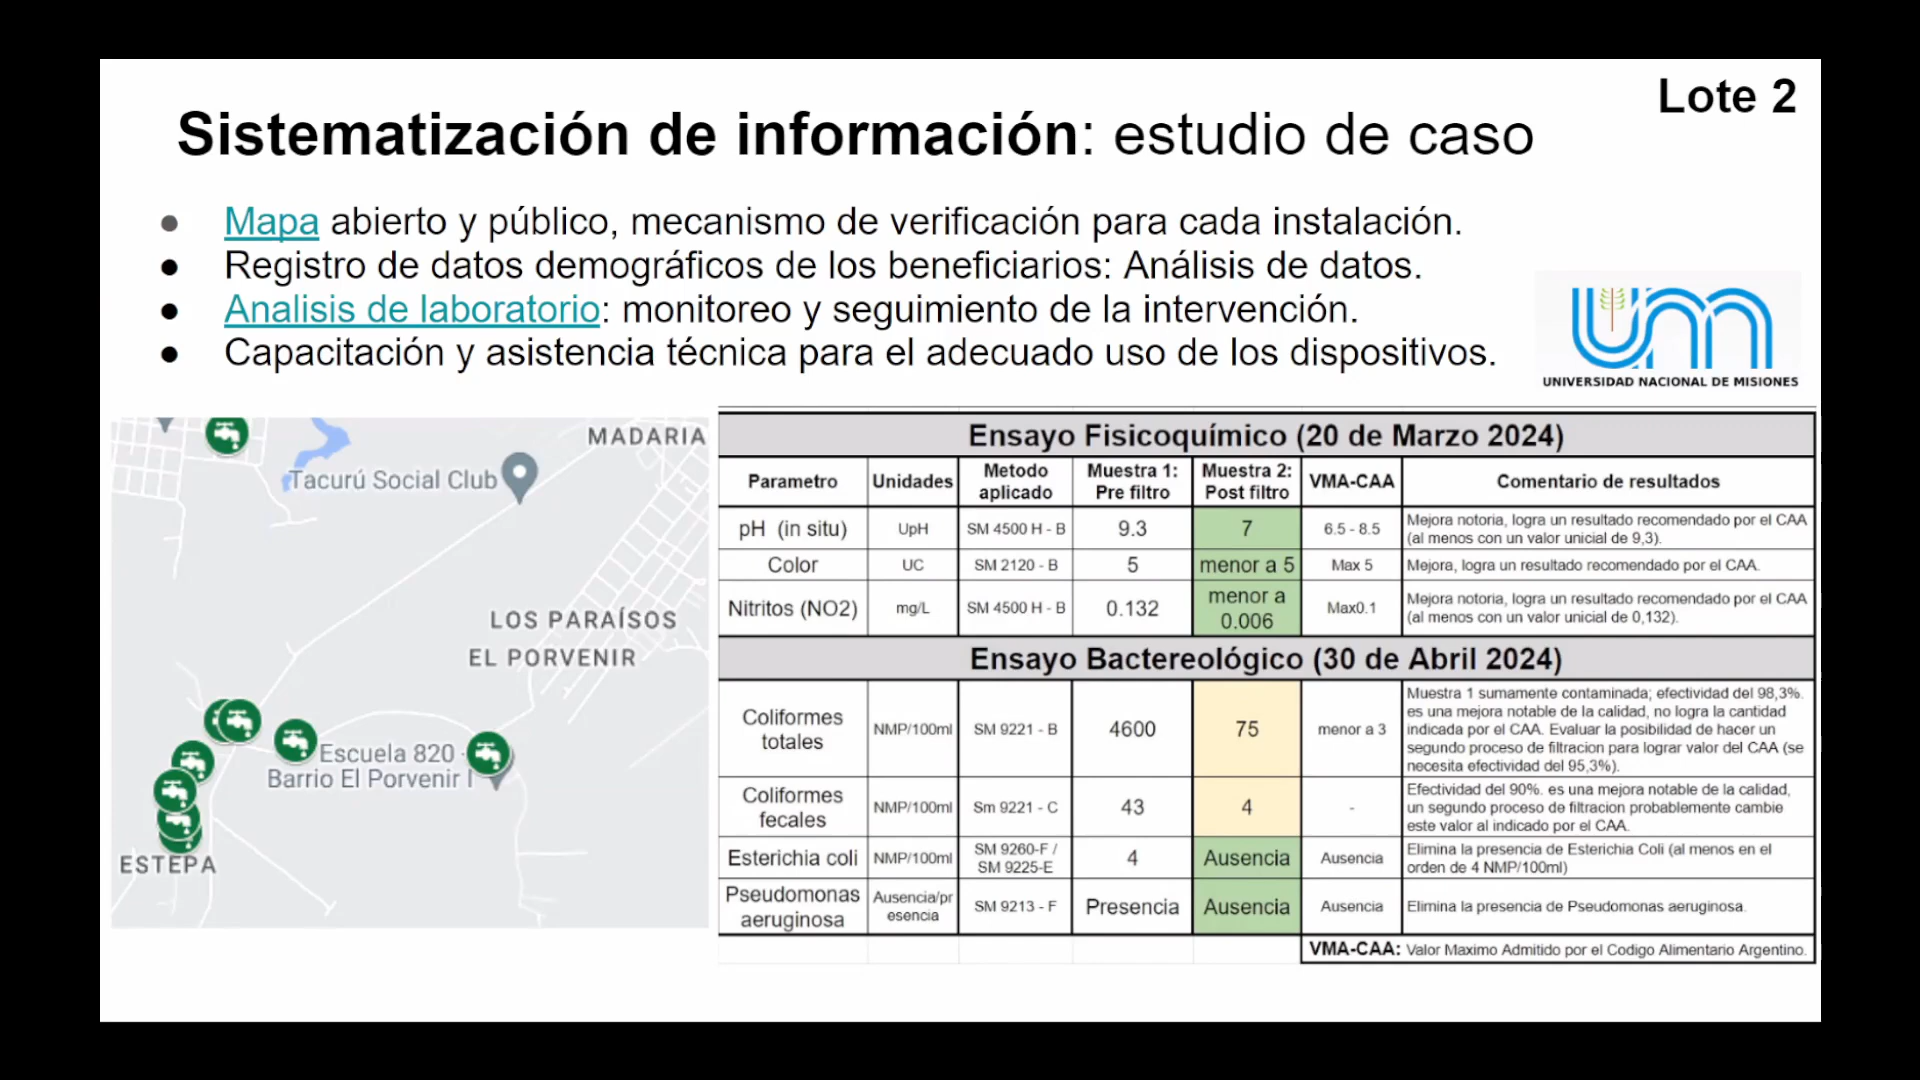 Lote 2
Sistematización de información: estudio de caso
● Mapa abierto y público, mecanismo de verificación para cada instalación.
● Registro de datos demográficos de los beneficiarios: Análisis de datos.
● Analisis de laboratorio: monitoreo y seguimiento de la intervención.
● Capacitación y asistencia técnica para el adecuado uso de los dispositivos.
um
UNIVERSIDAD NACIONAL DE MISIONES
MADARIA
Tacurú Social Club
LOS PARAÍSOS
EL PORVENIR
Escuela 820 -
Barrio El Porvenir I
ESTEPA
Ensayo Fisicoquímico (20 de Marzo 2024)
Parametro Unidades Metodo aplicado Muestra 1: Pre filtro Muestra 2: Post filtro VMA-CAA Comentario de resultados
pH (in situ) UpH SM 4500 H - B 9.3 7 6.5 - 8.5 Mejora notoria, logra un resultado recomendado por el CAA
(al menos con un valor unicial de 9,3).
Color UC SM 2120 - B 5 menor a 5 Max 5 Mejora, logra un resultado recomendado por el CAA.
Nitritos (NO2) mg/L SM 4500 H - B 0.132 menor a 0.006 Max0.1 Mejora notoria, logra un resultado recomendado por el CAA
(al menos con un valor unicial de 0,132).
Ensayo Bactereológico (30 de Abril 2024)
Coliformes totales NMP/100ml SM 9221 - B 4600 75 menor a 3 Muestra 1 sumamente contaminada; efectividad del 98,3%.
es una mejora notable de la calidad, no logra la cantidad
indicada por el CAA. Evaluar la posibilidad de hacer un
segundo proceso de filtracion para lograr valor del CAA (se
necesita efectividad del 95,3%).
Coliformes fecales NMP/100ml Sm 9221 - C 43 4 - Efectividad del 90%. es una mejora notable de la calidad,
un segundo proceso de filtracion probablemente cambie
este valor al indicado por el CAA.
Esterichia coli NMP/100ml SM 9260-F / SM 9225-E 4 Ausencia Ausencia Elimina la presencia de Esterichia Coli (al menos en el
orden de 4 NMP/100ml)
Pseudomonas aeruginosa Ausencia/presencia SM 9213 - F Presencia Ausencia Ausencia Elimina la presencia de Pseudomonas aeruginosa.
VMA-CAA: Valor Maximo Admitido por el Codigo Alimentario Argentino.